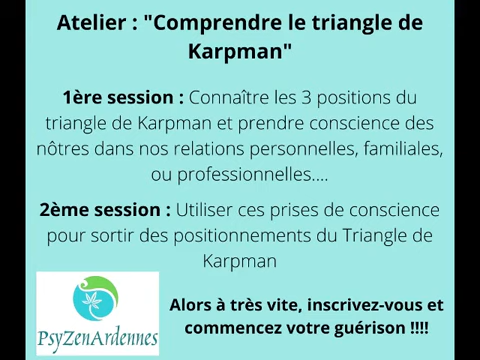 Atelier : "Comprendre le triangle de
Karpman"
1ère session : Connaître les 3 positions du
triangle de Karpman et prendre conscience des
nôtres dans nos relations personnelles, familiales,
ou professionnelles....
2ème session : Utiliser ces prises de conscience
pour sortir des positionnements du Triangle de
Karpman
PsyZenArdennes
Alors à très vite, inscrivez-vous et
commencez votre guérison !!!!